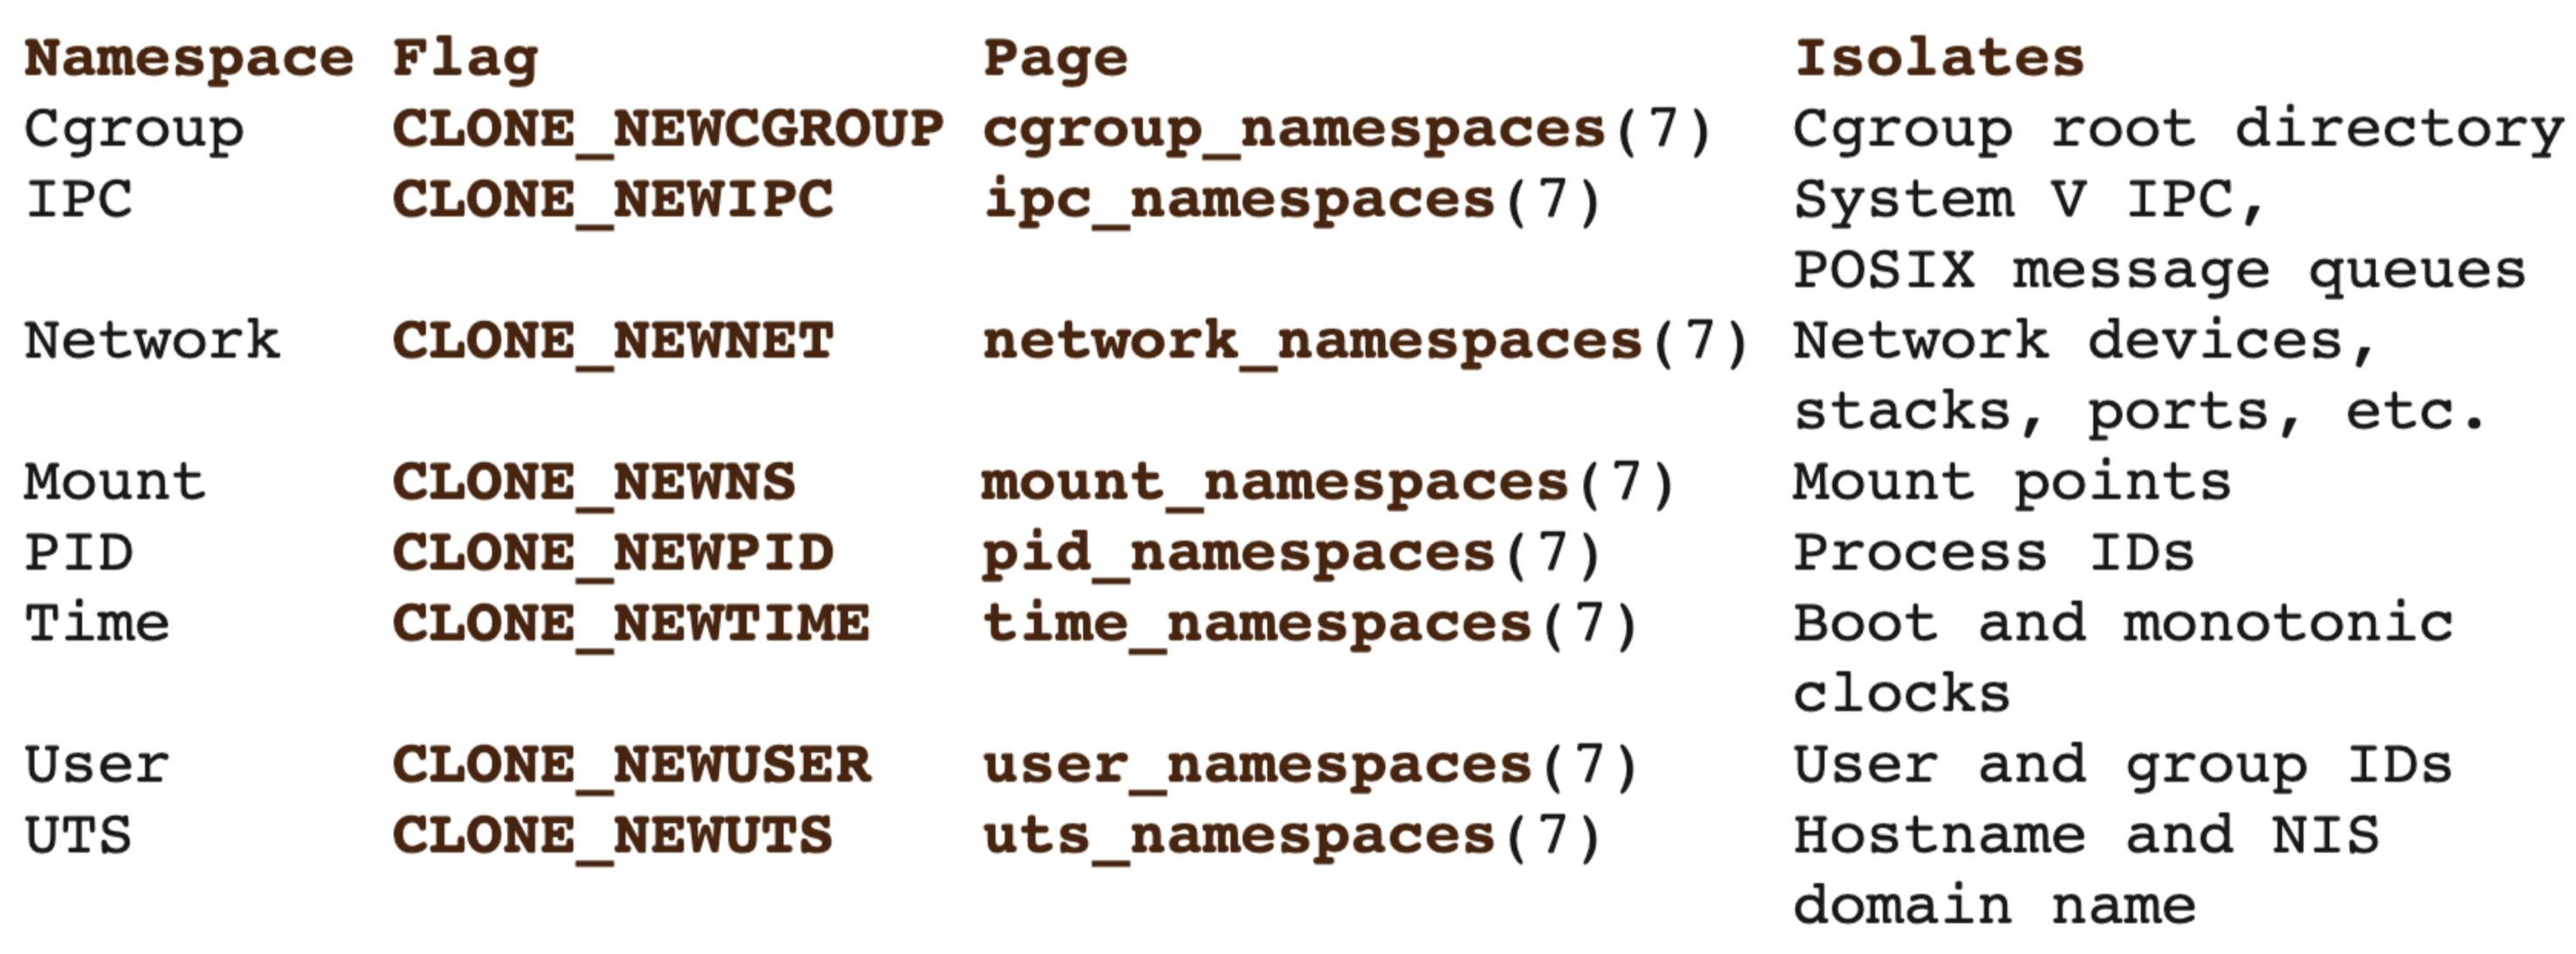 Namespace Flag Page Isolates
Cgroup CLONE_NEWCGROUP cgroup_namespaces(7) Cgroup root directory
IPC CLONE_NEWIPC ipc_namespaces(7) System V IPC,
POSIX message queues
Network CLONE_NEWNET network_namespaces(7) Network devices,
stacks, ports, etc.
Mount CLONE_NEWNS mount_namespaces(7) Mount points
PID CLONE_NEWPID pid_namespaces(7) Process IDs
Time CLONE_NEWTIME time_namespaces(7) Boot and monotonic
clocks
User CLONE_NEWUSER user_namespaces(7) User and group IDs
UTS CLONE_NEWUTS uts_namespaces(7) Hostname and NIS
domain name